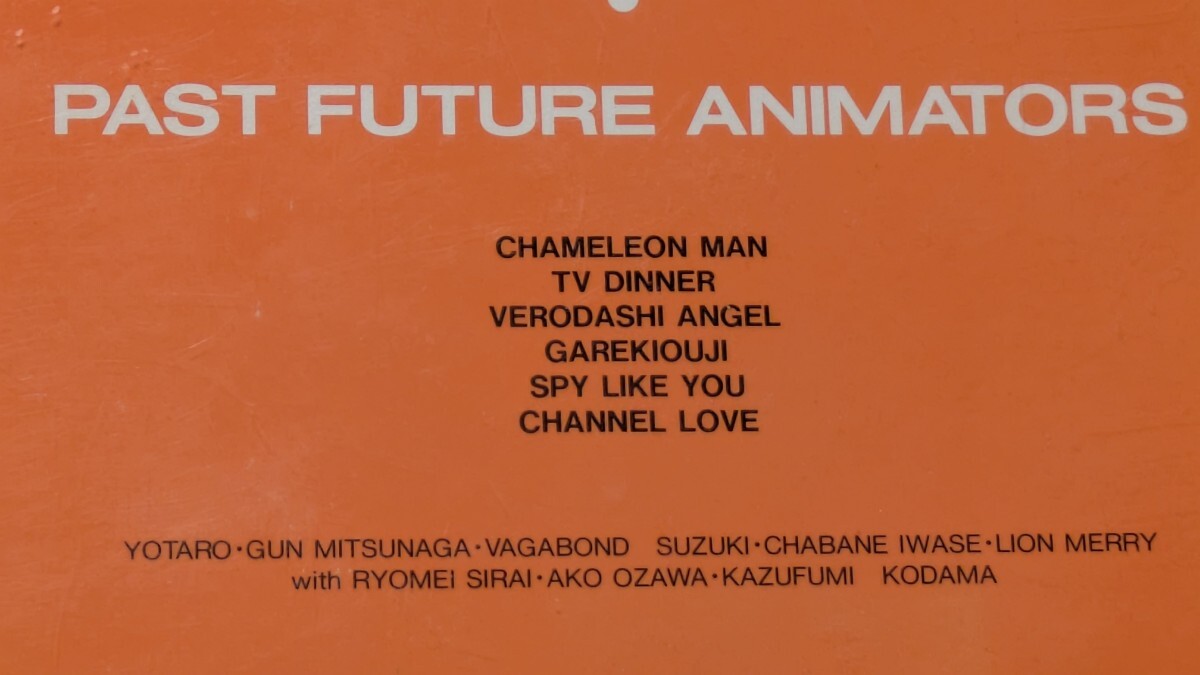 PAST FUTURE ANIMATORS
CHAMELEON MAN
TV DINNER
VERODASHI ANGEL
GAREKIOUJI
SPY LIKE YOU
CHANNEL LOVE
YOTARO・GUN MITSUNAGA・VAGABOND SUZUKI・CHABANE IWASE・LION MERRY
with RYOMEI SIRAI・AKO OZAWA・KAZUFUMI KODAMA